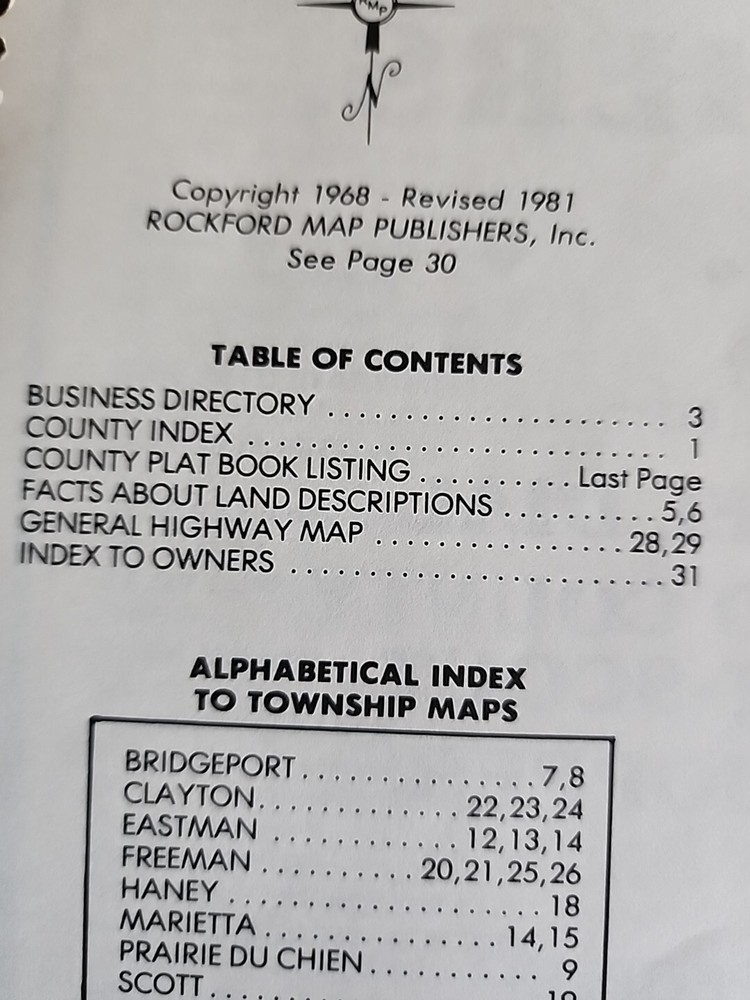 RMP
N
Copyright 1968 - Revised 1981
ROCKFORD MAP PUBLISHERS, Inc.
See Page 30
TABLE OF CONTENTS
BUSINESS DIRECTORY ....................... 3
COUNTY INDEX ............................ 1
COUNTY PLAT BOOK LISTING .......... Last Page
FACTS ABOUT LAND DESCRIPTIONS ........... 5,6
GENERAL HIGHWAY MAP ................... 28,29
INDEX TO OWNERS ......................... 31
ALPHABETICAL INDEX
TO TOWNSHIP MAPS
BRIDGEPORT ................ 7,8
CLAYTON ............. 22,23,24
EASTMAN ............. 12,13,14
FREEMAN .......... 20,21,25,26
HANEY ..................... 18
MARIETTA ................ 14,15
PRAIRIE DU CHIEN ........... 9
SCOTT